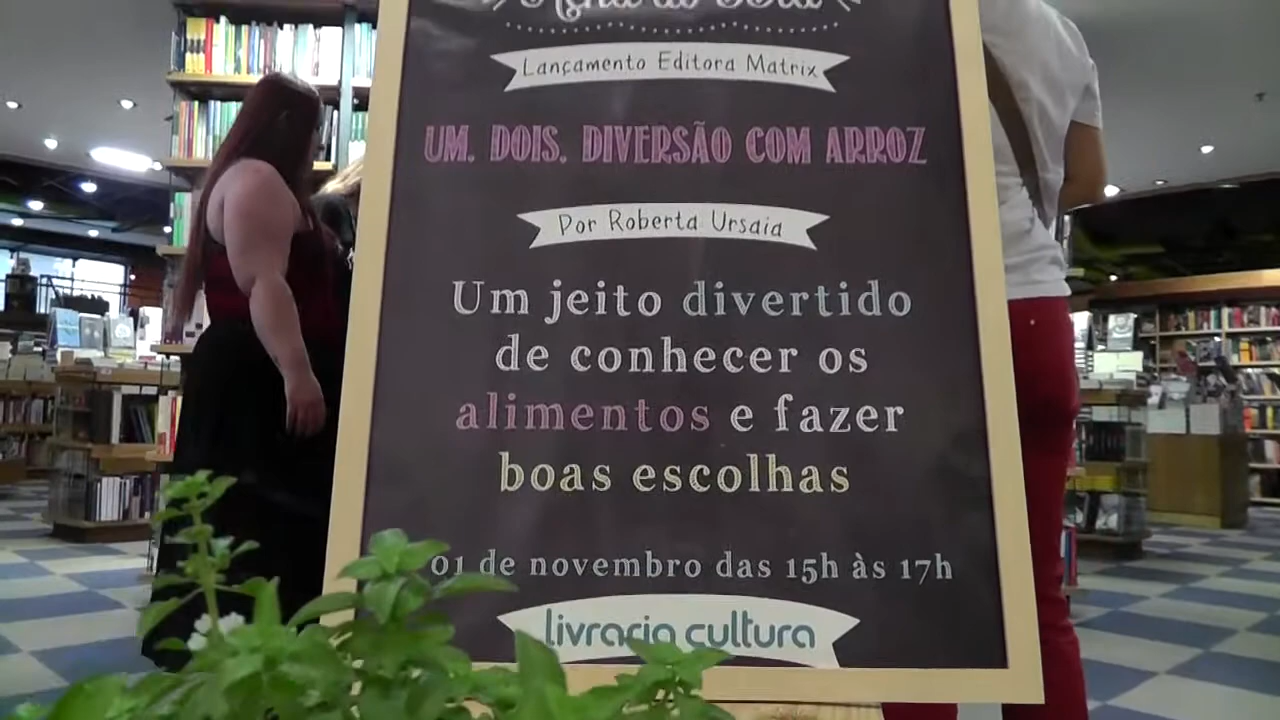 Lançamento Editora Matrix
UM, DOIS, DIVERSÃO COM ARROZ
Por Roberta Ursaia
Um jeito divertido
de conhecer os
alimentos e fazer
boas escolhas
01 de novembro das 15h às 17h
livraria cultura